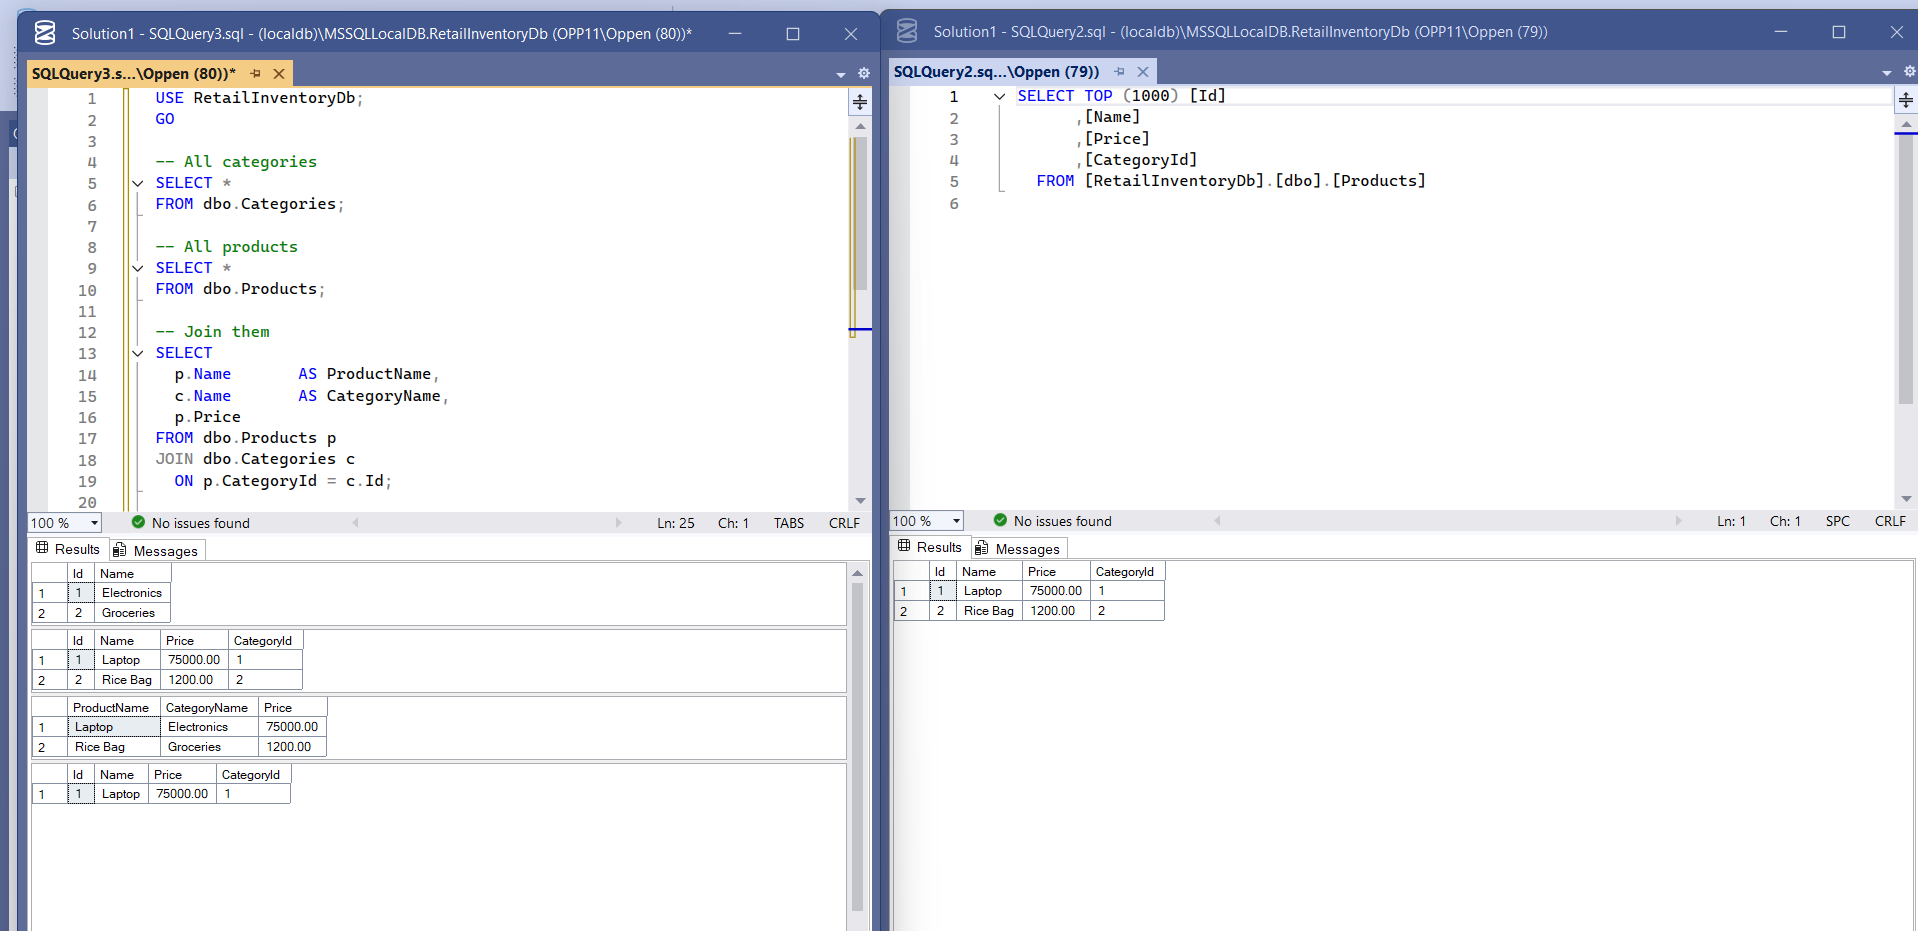 Solution1 - SQLQuery3.sql - (localdb)\MSSQLLocalDB.RetailInventoryDb (OPP11\Oppen (80))*
SQLQuery3.s...\Oppen (80))*
1 USE RetailInventoryDb;
2 GO
3
4 -- All categories
5 SELECT *
6 FROM dbo.Categories;
7
8 -- All products
9 SELECT *
10 FROM dbo.Products;
11
12 -- Join them
13 SELECT
14 p.Name AS ProductName,
15 c.Name AS CategoryName,
16 p.Price
17 FROM dbo.Products p
18 JOIN dbo.Categories c
19 ON p.CategoryId = c.Id;
20
100 % No issues found Ln: 25 Ch: 1 TABS CRLF
Results Messages
Id Name
1 1 Electronics
2 2 Groceries
Id Name Price CategoryId
1 1 Laptop 75000.00 1
2 2 Rice Bag 1200.00 2
ProductName CategoryName Price
1 Laptop Electronics 75000.00
2 Rice Bag Groceries 1200.00
Id Name Price CategoryId
1 1 Laptop 75000.00 1
Solution1 - SQLQuery2.sql - (localdb)\MSSQLLocalDB.RetailInventoryDb (OPP11\Oppen (79))
SQLQuery2.sq...\Oppen (79))
1 SELECT TOP (1000) [Id]
2 ,[Name]
3 ,[Price]
4 ,[CategoryId]
5 FROM [RetailInventoryDb].[dbo].[Products]
6
100 % No issues found Ln: 1 Ch: 1 SPC CRLF
Results Messages
Id Name Price CategoryId
1 1 Laptop 75000.00 1
2 2 Rice Bag 1200.00 2